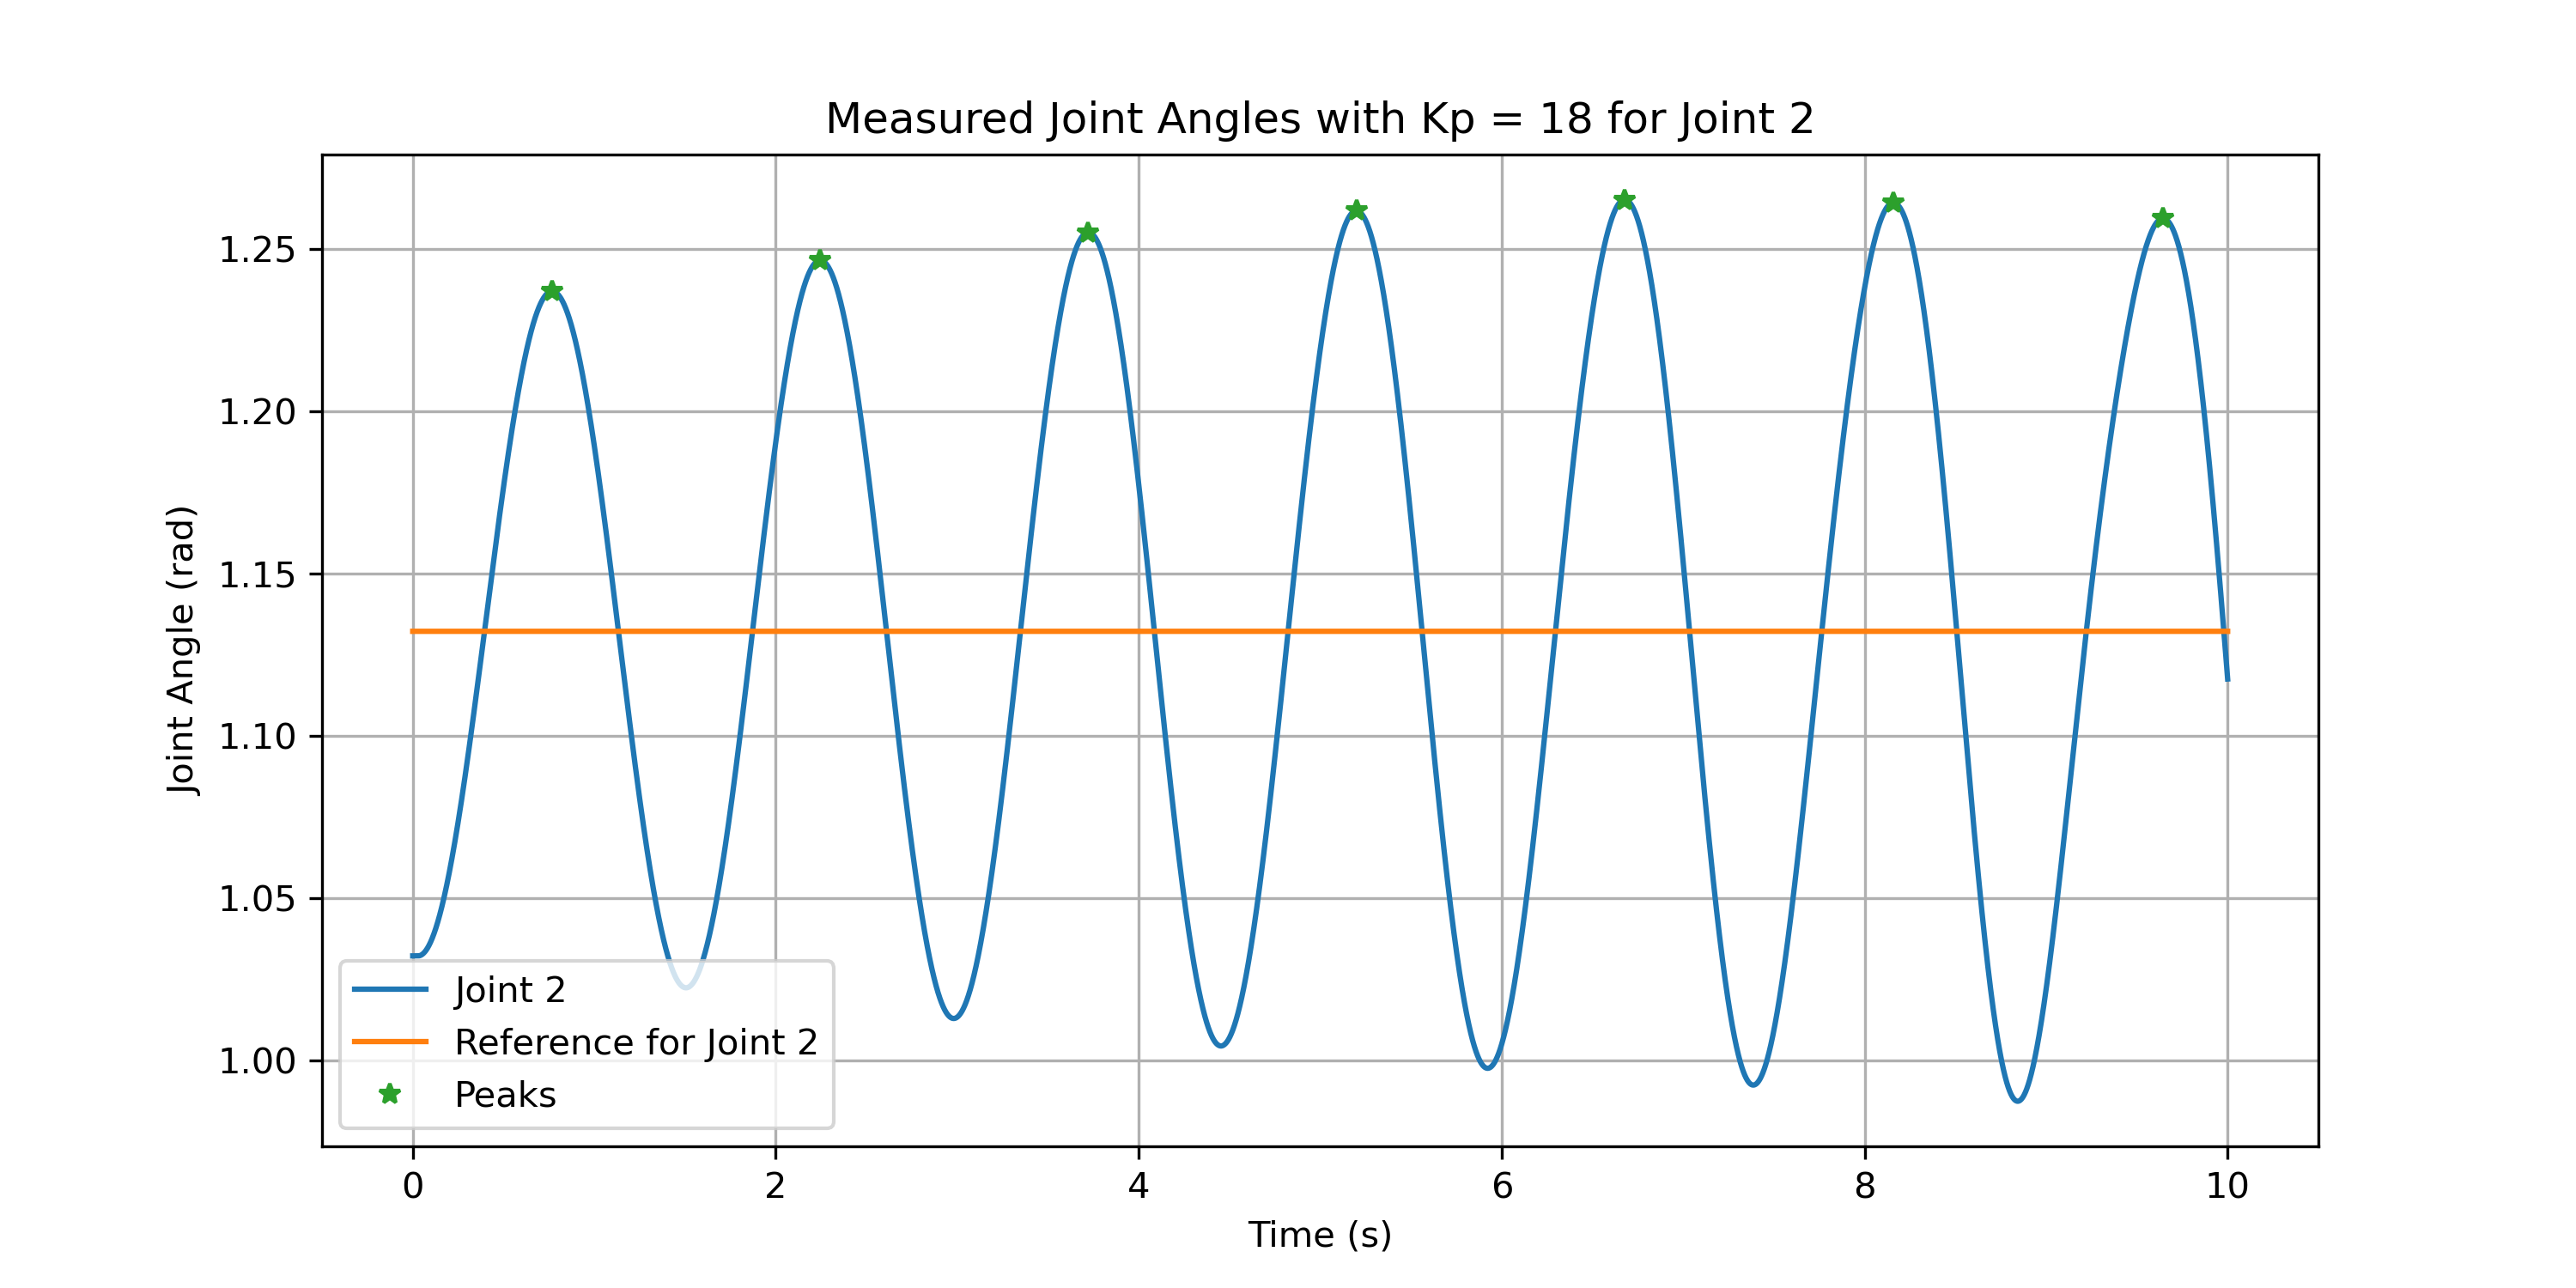 Measured Joint Angles with Kp = 18 for Joint 2
Joint Angle (rad)
1.25
1.20
1.15
1.10
1.05
1.00
Joint 2
Reference for Joint 2
Peaks
0 2 4 6 8 10
Time (s)